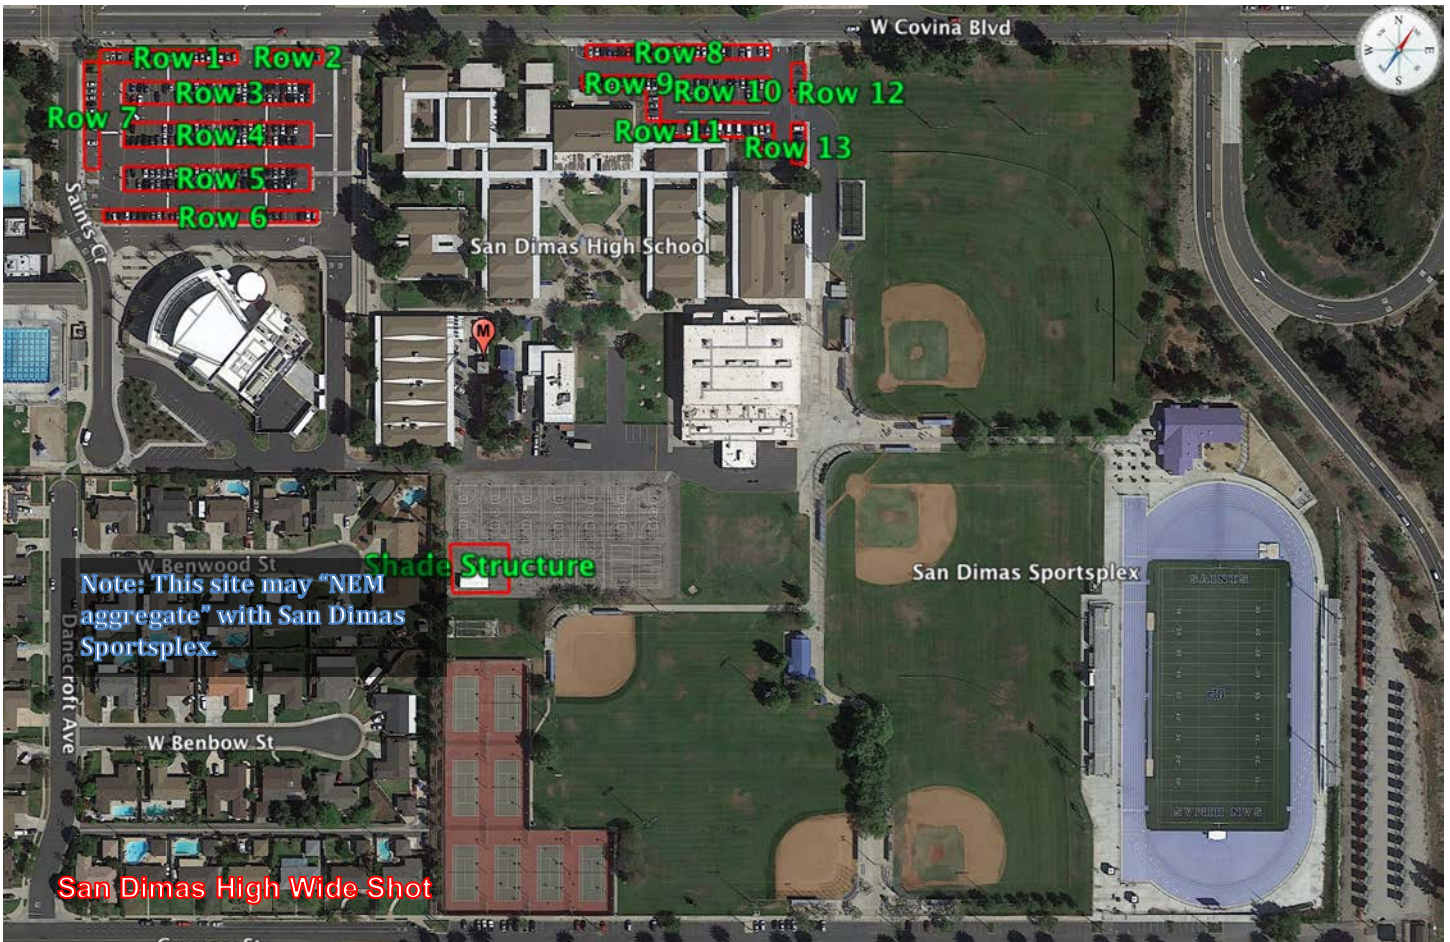 W Covina Blvd
N
W
E
S
Row 1
Row 2
Row 8
Row 3
Row 9
Row 10
Row 12
Row 7
Row 4
Row 11
Row 13
Row 5
Row 6
Saints Ct
San Dimas High School
M
W Benwood St
Shade Structure
San Dimas Sportsplex
Note: This site may “NEM
aggregate” with San Dimas
Sportsplex.
SAINTS
Danecroft Ave
W Benbow St
SAN DIMAS
San Dimas High Wide Shot